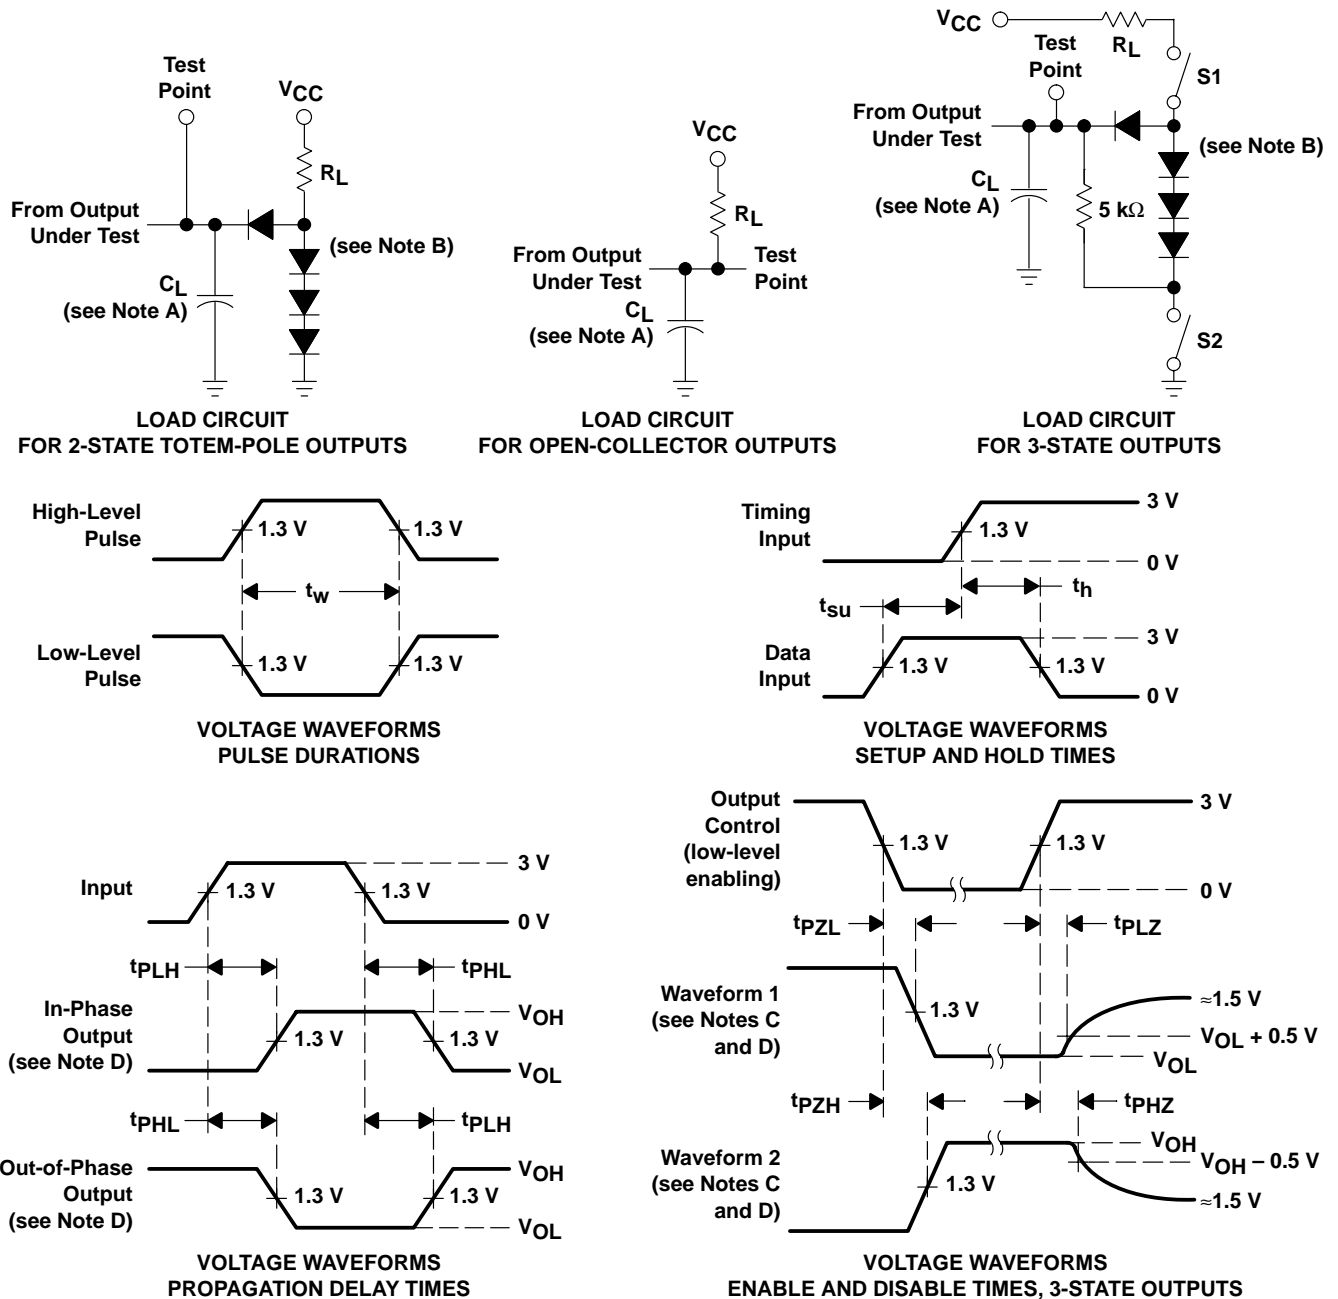 Test
Point
VCC
RL
From Output
Under Test
(see Note B)
CL
(see Note A)
LOAD CIRCUIT
FOR 2-STATE TOTEM-POLE OUTPUTS
VCC
RL
From Output
Under Test
Test
Point
CL
(see Note A)
LOAD CIRCUIT
FOR OPEN-COLLECTOR OUTPUTS
VCC
RL
Test
Point
S1
From Output
Under Test
(see Note B)
CL
(see Note A)
5 kΩ
S2
LOAD CIRCUIT
FOR 3-STATE OUTPUTS
High-Level
Pulse
1.3 V
1.3 V
tw
Low-Level
Pulse
1.3 V
1.3 V
VOLTAGE WAVEFORMS
PULSE DURATIONS
Timing
Input
1.3 V
3 V
0 V
th
tsu
Data
Input
1.3 V
1.3 V
3 V
0 V
VOLTAGE WAVEFORMS
SETUP AND HOLD TIMES
Input
1.3 V
1.3 V
3 V
0 V
tPLH
tPHL
In-Phase
Output
(see Note D)
1.3 V
1.3 V
VOH
VOL
tPHL
tPLH
Out-of-Phase
Output
(see Note D)
1.3 V
1.3 V
VOH
VOL
VOLTAGE WAVEFORMS
PROPAGATION DELAY TIMES
Output
Control
(low-level
enabling)
1.3 V
1.3 V
3 V
0 V
tPZL
tPLZ
Waveform 1
(see Notes C
and D)
1.3 V
≈1.5 V
VOL + 0.5 V
VOL
tPZH
tPHZ
Waveform 2
(see Notes C
and D)
1.3 V
VOH
VOH – 0.5 V
≈1.5 V
VOLTAGE WAVEFORMS
ENABLE AND DISABLE TIMES, 3-STATE OUTPUTS